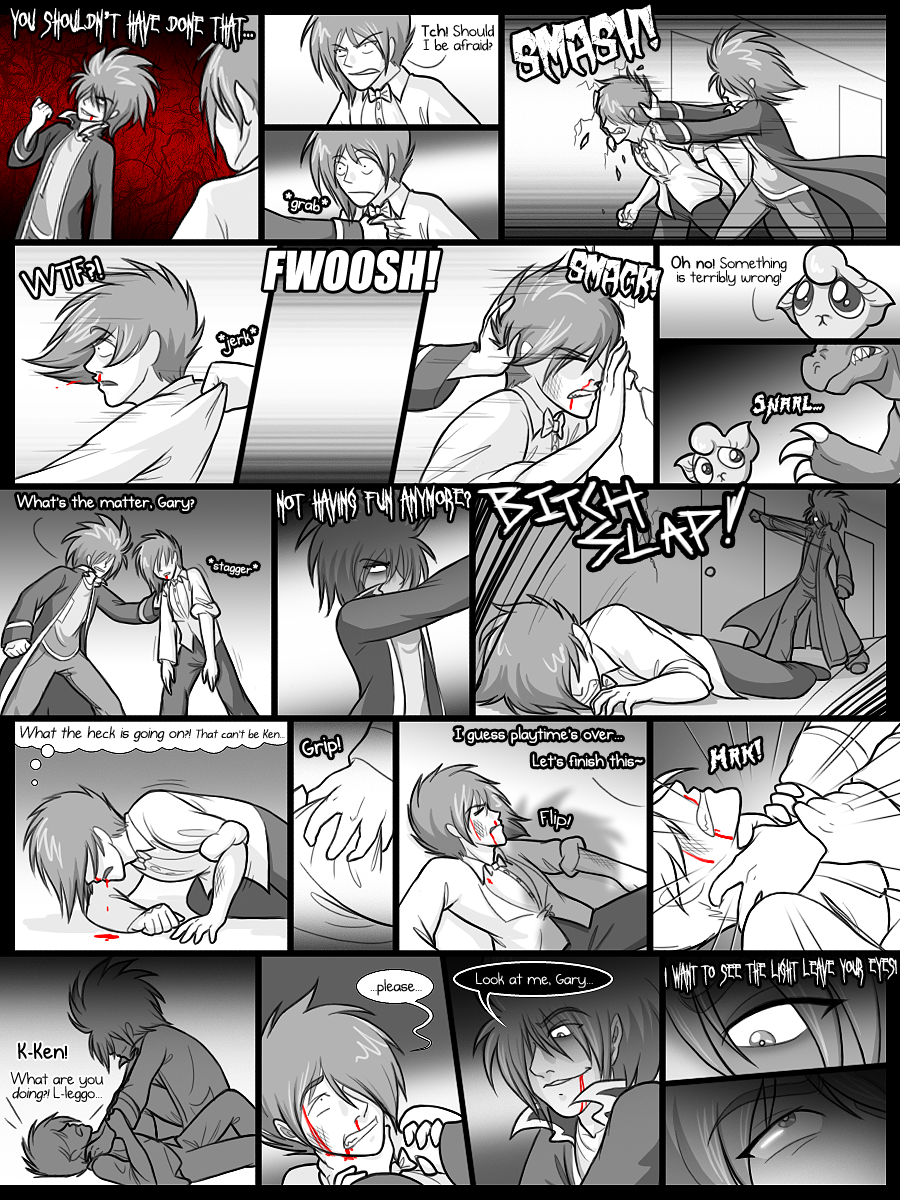 YOU SHOULDN'T HAVE DONE THAT...
Tch! Should
I be afraid?
*grab*
SMASH!
WTF?!
*jerk*
FWOOSH!
SMACK!
Oh no! Something
is terribly wrong!
SNARL...
What's the matter, Gary?
*stagger*
NOT HAVING FUN ANYMORE?
BITCH
SLAP!
What the heck is going on?! That can't be Ken...
Grip!
I guess playtime's over...
Let's finish this~
Flip!
HRK!
K-Ken!
What are you
doing?! L-leggo...
...please...
Look at me, Gary...
I WANT TO SEE THE LIGHT LEAVE YOUR EYES!